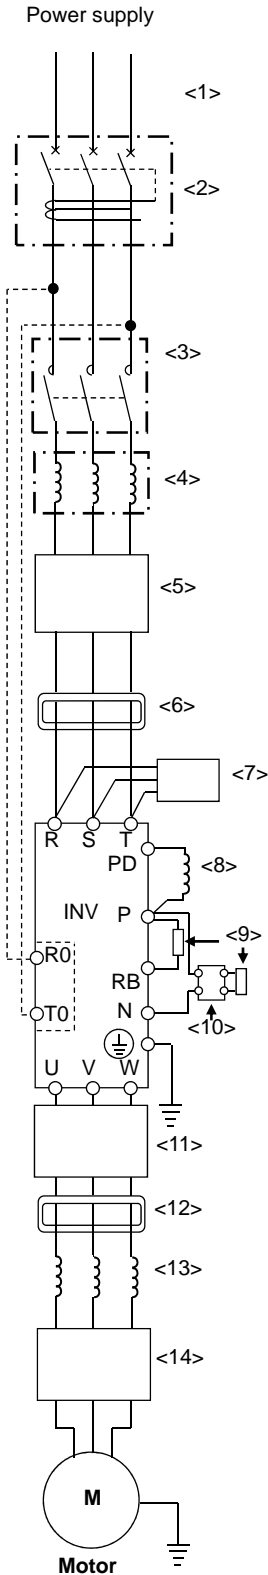 Power supply
<1>
<2>
<3>
<4>
<5>
<6>
<7>
R S T
PD
<8>
INV P
<9>
R0
RB
<10>
T0
N
U V W
<11>
<12>
<13>
<14>
M
Motor